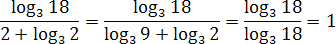 log₃ 18 / (2 + log₃ 2) = log₃ 18 / (log₃ 9 + log₃ 2) = log₃ 18 / log₃ 18 = 1